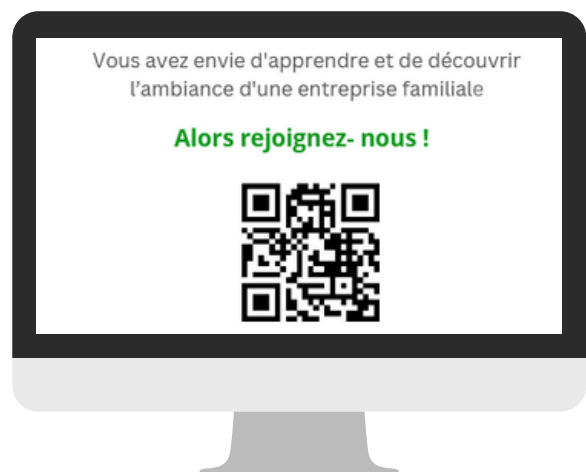 Vous avez envie d'apprendre et de découvrir
l’ambiance d'une entreprise familiale
Alors rejoignez- nous !